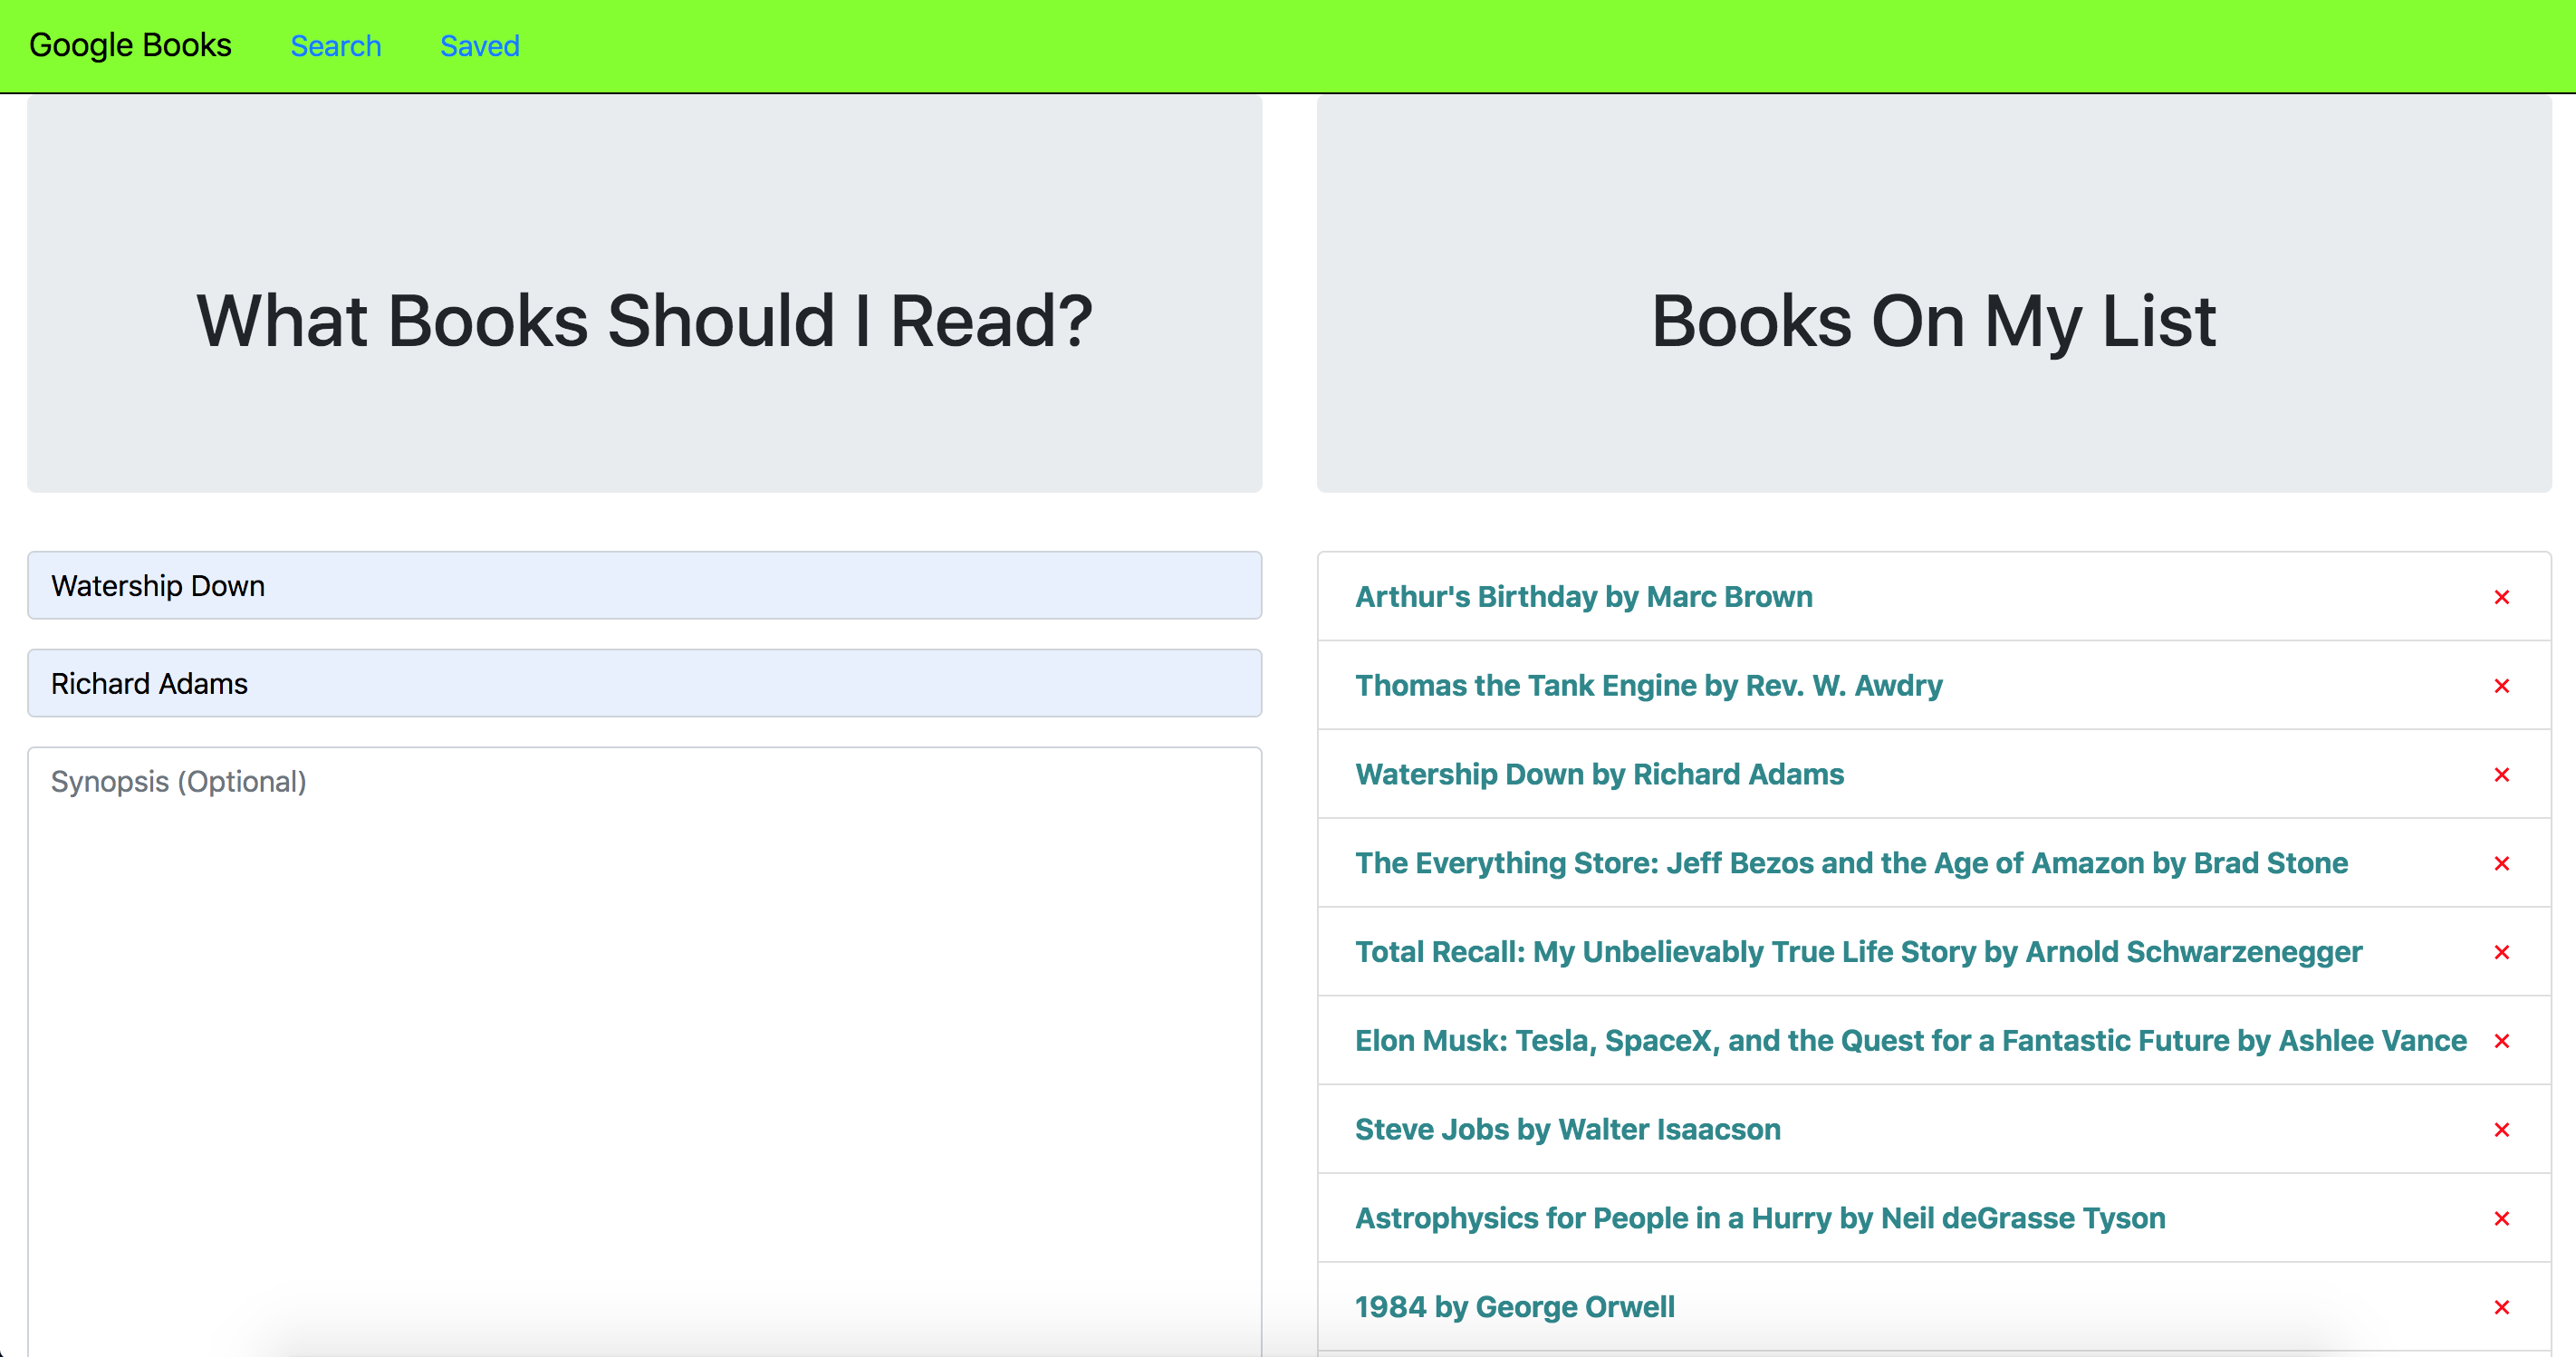 Google Books Search Saved
What Books Should I Read?
Watership Down
Richard Adams
Synopsis (Optional)
Books On My List
Arthur's Birthday by Marc Brown ×
Thomas the Tank Engine by Rev. W. Awdry ×
Watership Down by Richard Adams ×
The Everything Store: Jeff Bezos and the Age of Amazon by Brad Stone ×
Total Recall: My Unbelievably True Life Story by Arnold Schwarzenegger ×
Elon Musk: Tesla, SpaceX, and the Quest for a Fantastic Future by Ashlee Vance ×
Steve Jobs by Walter Isaacson ×
Astrophysics for People in a Hurry by Neil deGrasse Tyson ×
1984 by George Orwell ×